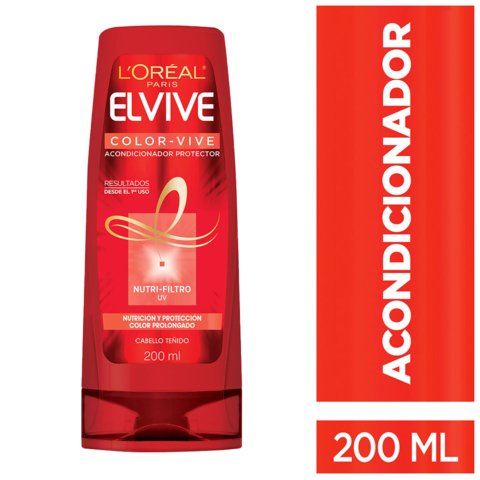 L'ORÉAL
PARIS
ELVIVE
COLOR-VIVE
ACONDICIONADOR PROTECTOR
RESULTADOS
DESDE EL 1ER USO
NUTRI-FILTRO
UV
NUTRICIÓN Y PROTECCIÓN
COLOR PROLONGADO
CABELLO TEÑIDO
200 ml
ACONDICIONADOR
200 ML